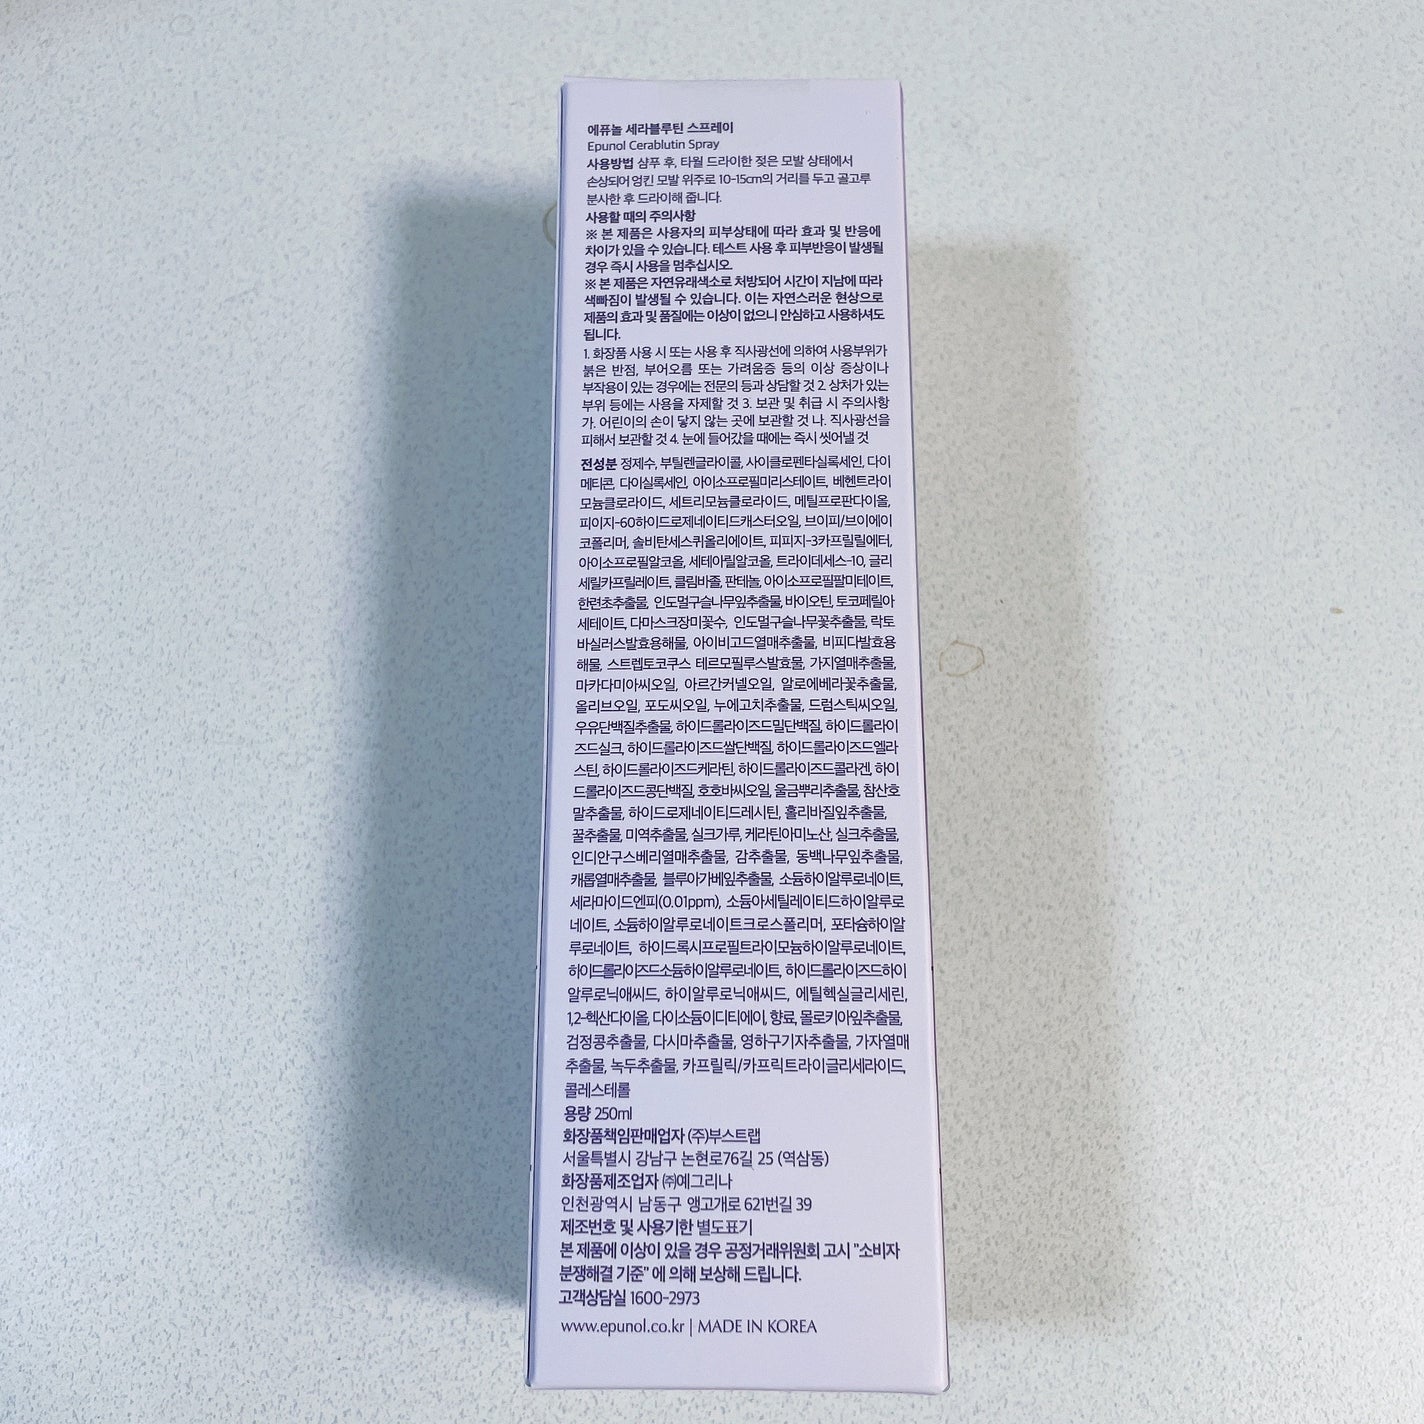 에퓨놀 세라블루틴 스프레이
Epunol Cerablutin Spray
사용방법 샴푸 후, 타월 드라이한 젖은 모발 상태에서
손상되어 엉킨 모발 위주로 10-15cm의 거리를 두고 골고루
분사한 후 드라이해 줍니다.
사용할 때의 주의사항
※ 본 제품은 사용자의 피부상태에 따라 효과 및 반응에
차이가 있을 수 있습니다. 테스트 사용 후 피부반응이 발생될
경우 즉시 사용을 멈추십시오.
※ 본 제품은 자연유래색소로 처방되어 시간이 지남에 따라
색빠짐이 발생될 수 있습니다. 이는 자연스러운 현상으로
제품의 효과 및 품질에는 이상이 없으니 안심하고 사용하셔도
됩니다.
1. 화장품 사용 시 또는 사용 후 직사광선에 의하여 사용부위가
붉은 반점, 부어오름 또는 가려움증 등의 이상 증상이나
부작용이 있는 경우에는 전문의 등과 상담할 것 2. 상처가 있는
부위 등에는 사용을 자제할 것 3. 보관 및 취급 시 주의사항
가. 어린이의 손이 닿지 않는 곳에 보관할 것 나. 직사광선을
피해서 보관할 것 4. 눈에 들어갔을 때에는 즉시 씻어낼 것
전성분 정제수, 부틸렌글라이콜, 사이클로펜타실록세인, 다이
메티콘, 다이실록세인, 아이소프로필미리스테이트, 베헨트라이
모늄클로라이드, 세트리모늄클로라이드, 메틸프로판다이올,
피이지-60하이드로제네이티드캐스터오일, 브이피/브이에이
코폴리머, 솔비탄세스퀴올리에이트, 피피지-3카프릴릴에터,
아이소프로필알코올, 세테아릴알코올, 트라이데세스-10, 글리
세릴카프릴레이트, 클림바졸, 판테놀, 아이소프로필팔미테이트,
한련초추출물, 인도멀구슬나무잎추출물, 바이오틴, 토코페릴아
세테이트, 다마스크장미꽃수, 인도멀구슬나무꽃추출물, 락토
바실러스발효용해물, 아이비고드열매추출물, 비피다발효용
해물, 스트렙토코쿠스 테르모필루스발효물, 가지열매추출물,
마카다미아씨오일, 아르간커넬오일, 알로에베라꽃추출물,
올리브오일, 포도씨오일, 누에고치추출물, 드럼스틱씨오일,
우유단백질추출물, 하이드롤라이즈드밀단백질, 하이드롤라이
즈드실크, 하이드롤라이즈드쌀단백질, 하이드롤라이즈드엘라
스틴, 하이드롤라이즈드케라틴, 하이드롤라이즈드콜라겐, 하이
드롤라이즈드콩단백질, 호호바씨오일, 울금뿌리추출물, 참산호
말추출물, 하이드로제네이티드레시틴, 홀리바질잎추출물,
꿀추출물, 미역추출물, 실크가루, 케라틴아미노산, 실크추출물,
인디안구스베리열매추출물, 감추출물, 동백나무잎추출물,
캐롭열매추출물, 블루아가베잎추출물, 소듐하이알루로네이트,
세라마이드엔피(0.01ppm), 소듐아세틸레이티드하이알루로
네이트, 소듐하이알루로네이트크로스폴리머, 포타슘하이알
루로네이트, 하이드록시프로필트라이모늄하이알루로네이트,
하이드롤라이즈드소듐하이알루로네이트, 하이드롤라이즈드하이
알루로닉애씨드, 하이알루로닉애씨드, 에틸헥실글리세린,
1,2-헥산다이올, 다이소듐이디티에이, 향료, 몰로키아잎추출물,
검정콩추출물, 다시마추출물, 영하구기자추출물, 가자열매
추출물, 녹두추출물, 카프릴릭/카프릭트라이글리세라이드,
콜레스테롤
용량 250ml
화장품책임판매업자 (주)부스트랩
서울특별시 강남구 논현로76길 25 (역삼동)
화장품제조업자 ㈜예그리나
인천광역시 남동구 앵고개로 621번길 39
제조번호 및 사용기한 별도표기
본 제품에 이상이 있을 경우 공정거래위원회 고시 "소비자
분쟁해결 기준" 에 의해 보상해 드립니다.
고객상담실 1600-2973
www.epunol.co.kr | MADE IN KOREA